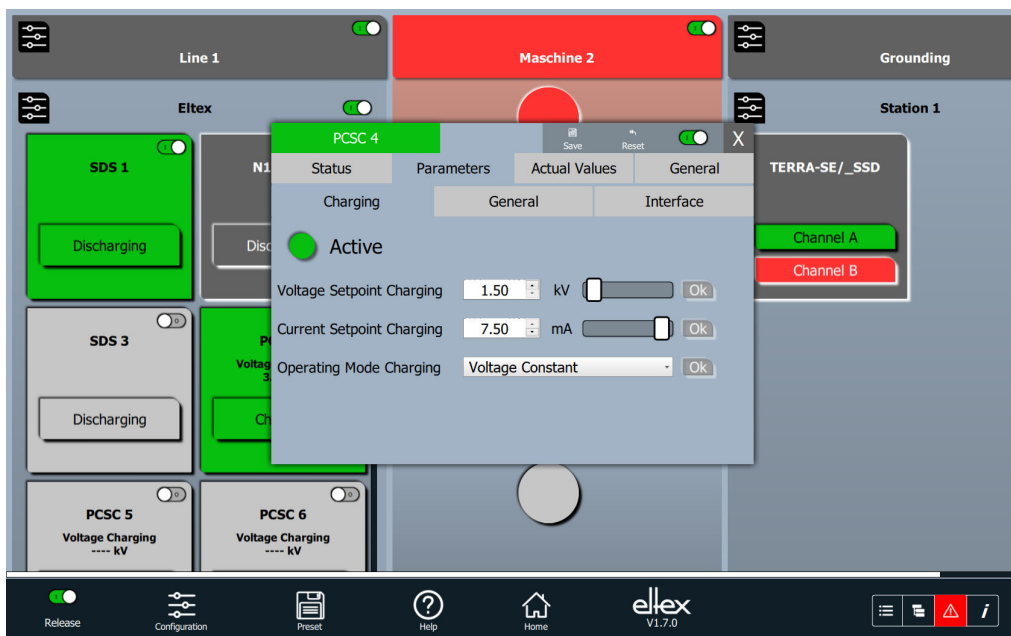 Line 1
Maschine 2
Grounding
Eltex
Station 1
SDS 1
Discharging
N1
PCSC 4
Save
Reset
X
Status
Parameters
Actual Values
General
Charging
General
Interface
Active
Voltage Setpoint Charging
1.50
kV
Ok
Current Setpoint Charging
7.50
mA
Ok
Operating Mode Charging
Voltage Constant
Ok
TERRA-SE/_SSD
Channel A
Channel B
SDS 3
Discharging
PCSC 5
Voltage Charging
---- kV
PCSC 6
Voltage Charging
---- kV
Release
Configuration
Preset
Help
Home
eltex
V1.7.0
i